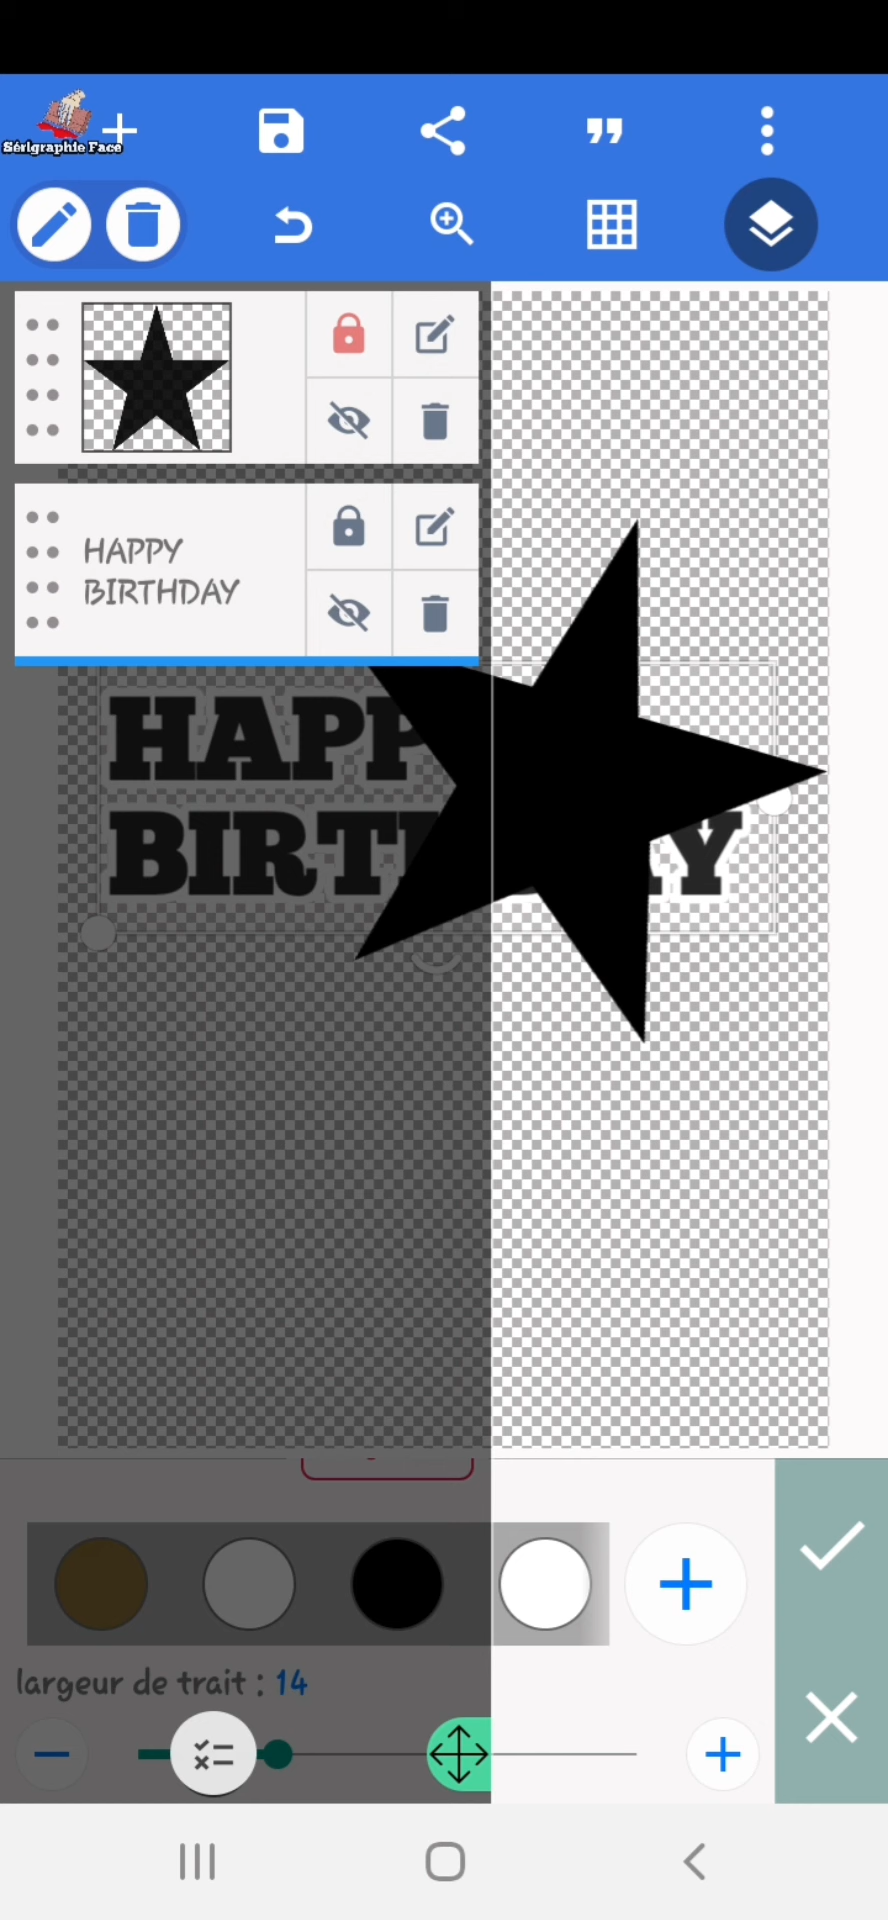 Sérigraphie Face
HAPPY
BIRTHDAY
HAPP
BIRT Y
largeur de trait : 14